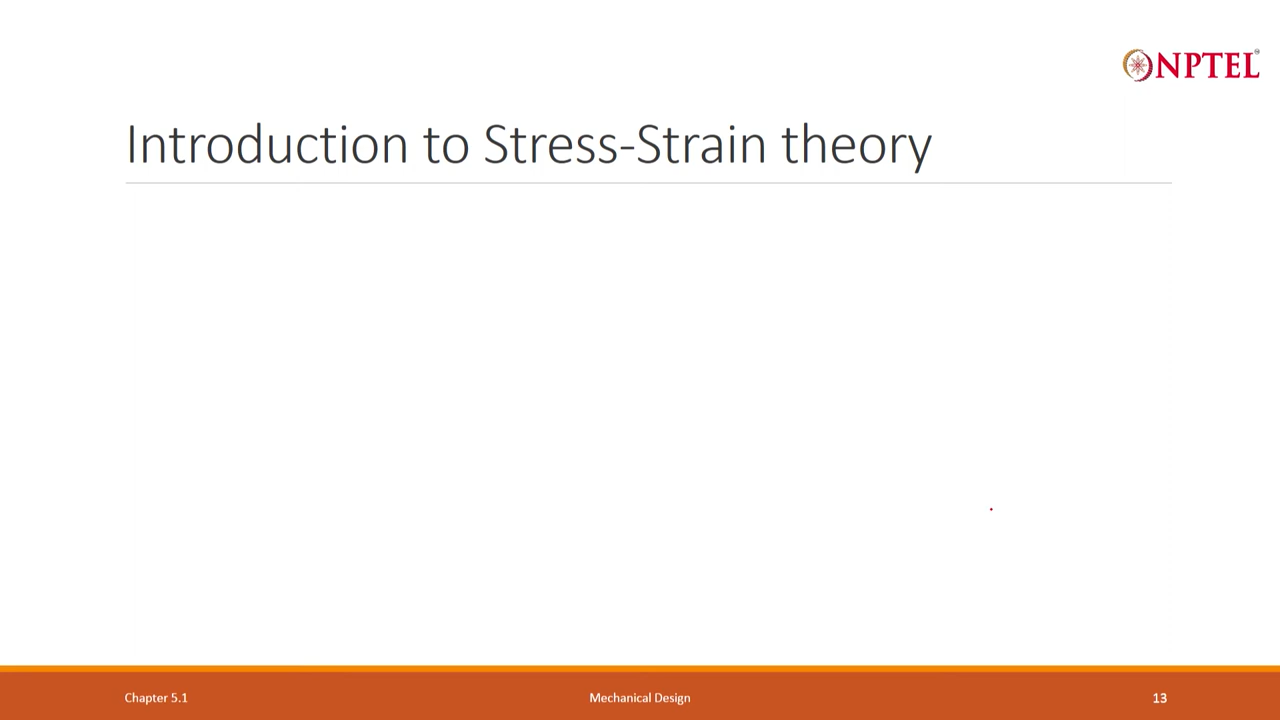 NPTEL
Introduction to Stress-Strain theory
Chapter 5.1
Mechanical Design
13